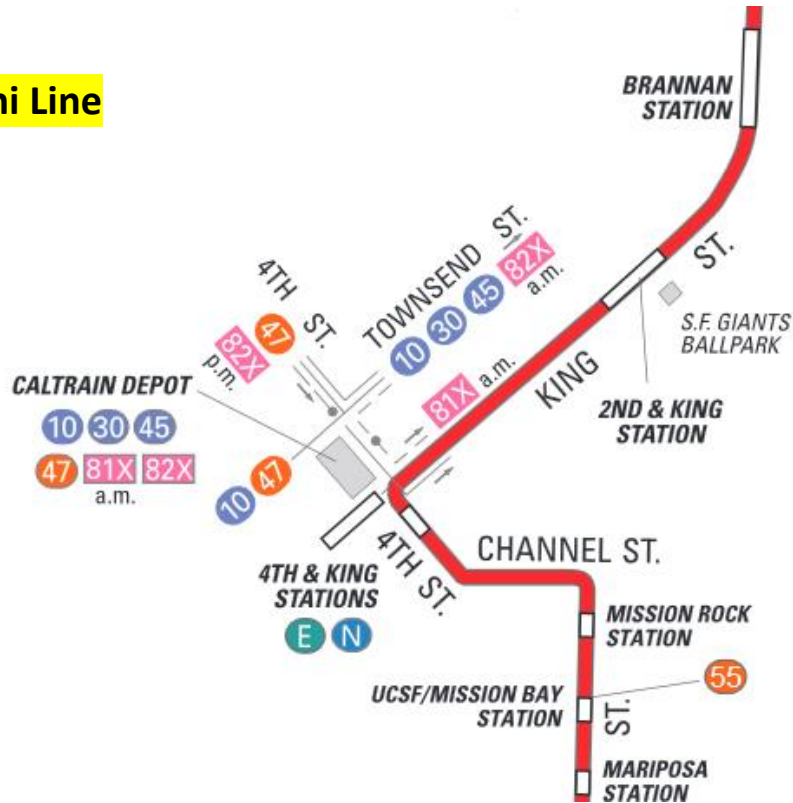 ni Line
BRANNAN
STATION
ST.
S.F. GIANTS
BALLPARK
KING
2ND & KING
STATION
4TH ST.
47
82X
p.m.
TOWNSEND ST.
10 30 45 82X
a.m.
81X a.m.
CALTRAIN DEPOT
10 30 45
47 81X 82X
a.m.
10 47
4TH & KING
STATIONS
E N
4TH ST.
CHANNEL ST.
MISSION ROCK
STATION
55
UCSF/MISSION BAY
STATION
ST.
MARIPOSA
STATION